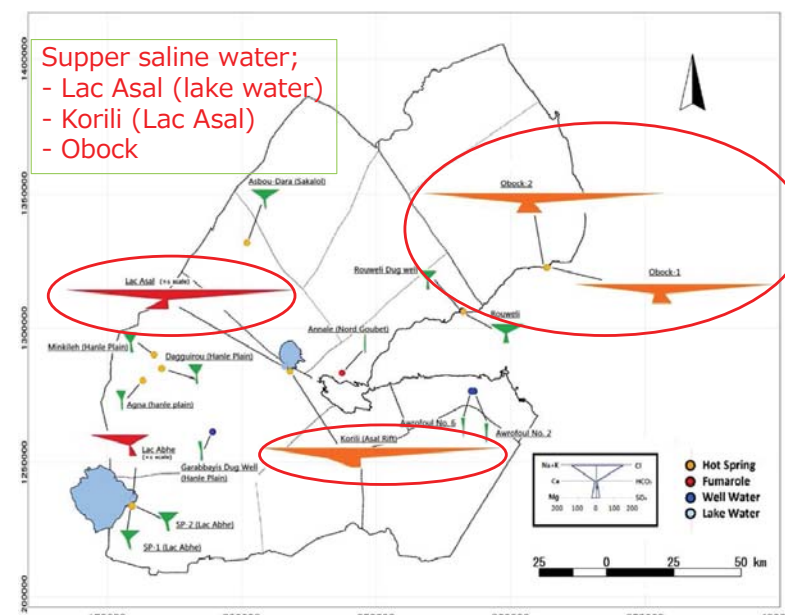 Supper saline water;
- Lac Asal (lake water)
- Korili (Lac Asal)
- Obock
1400000
Asbou-Dara (Sakalol)
Obock-2
1350000
Rouweli Dug well
Obock-1
Lac Asal
Rouweli
Annale (Nord Goubet)
1300000
Minkileh (Hanle Plain)
Dagguirou (Hanle Plain)
Agna (hanle plain)
Awrofoul No. 6
Awrofoul No. 2
Korili (Asal Rift)
Lac Abhe
1250000
Garabbayis Dug Well
(Hanle Plain)
SP-2 (Lac Abhe)
SP-1 (Lac Abhe)
Na+K Cl
Ca HCO₃
Mg SO₄
200 100 0 100 200
Hot Spring
Fumarole
Well Water
Lake Water
25 0 25 50 km